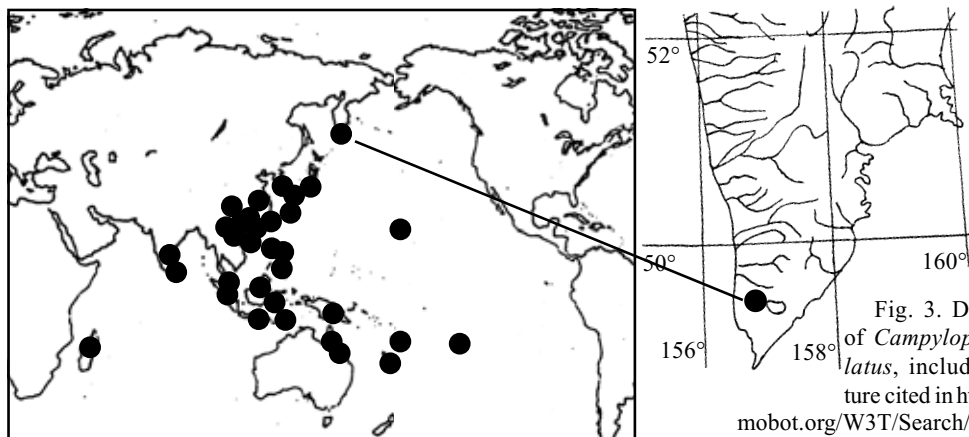 52°
50°
160°
156°
158°
Fig. 3. D
of Campylop
latus, includ
ture cited in h
mobot.org/W3T/Search/